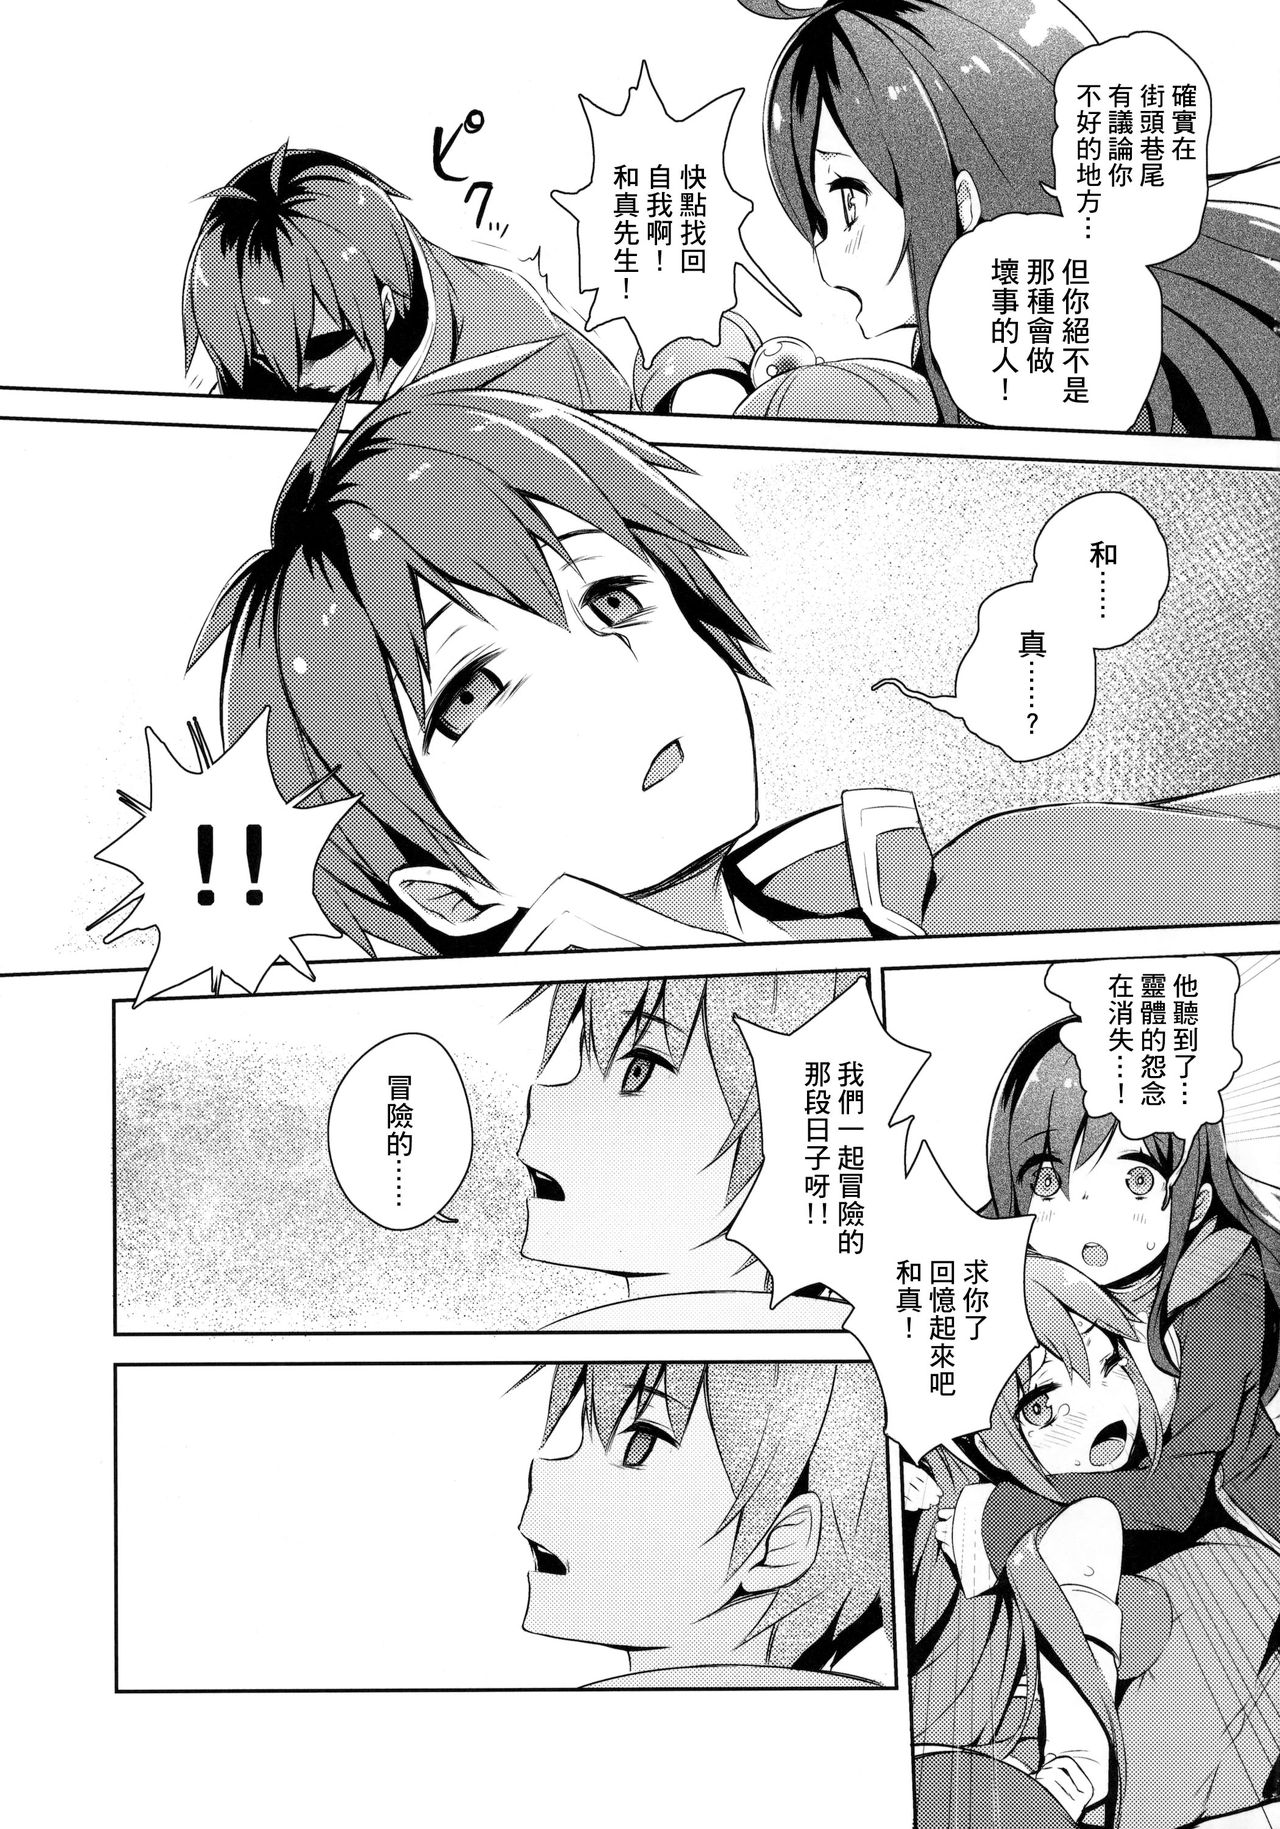 確實在
街頭巷尾
有議論你
不好的地方…
但你絕不是
那種會做
壞事的人！
快點找回
自我啊！
和真先生！
ピクッ…
和……
真……?
!!
他聽到了…
靈體的怨念
在消失…！
求你了
回憶起來吧
和真！
我們一起冒險的
那段日子呀!!
冒險的……